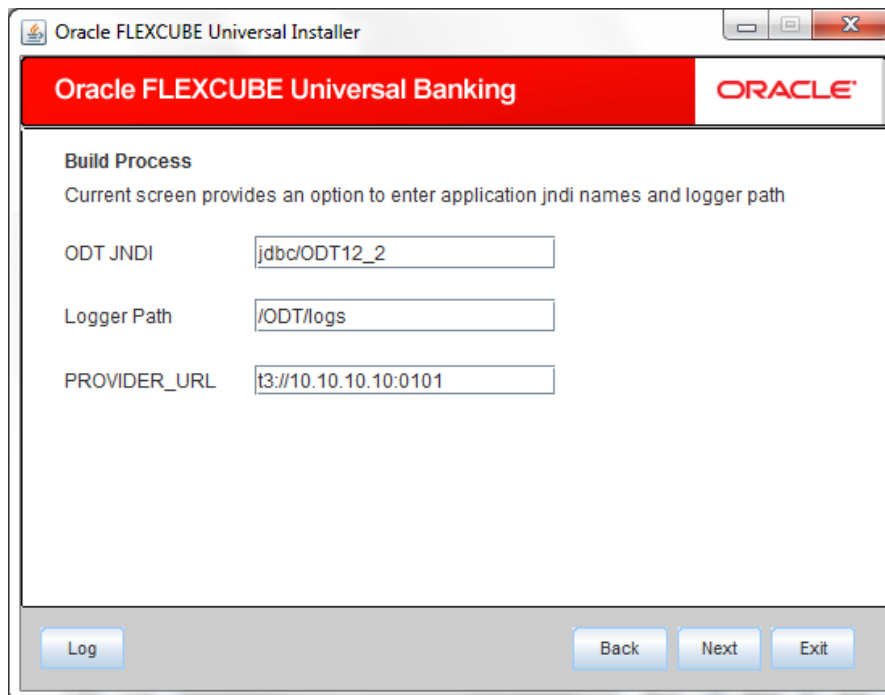 Oracle FLEXCUBE Universal Installer
Oracle FLEXCUBE Universal Banking
ORACLE
Build Process
Current screen provides an option to enter application jndi names and logger path
ODT JNDI jdbc/ODT12_2
Logger Path /ODT/logs
PROVIDER_URL t3://10.10.10.10:0101
Log Back Next Exit